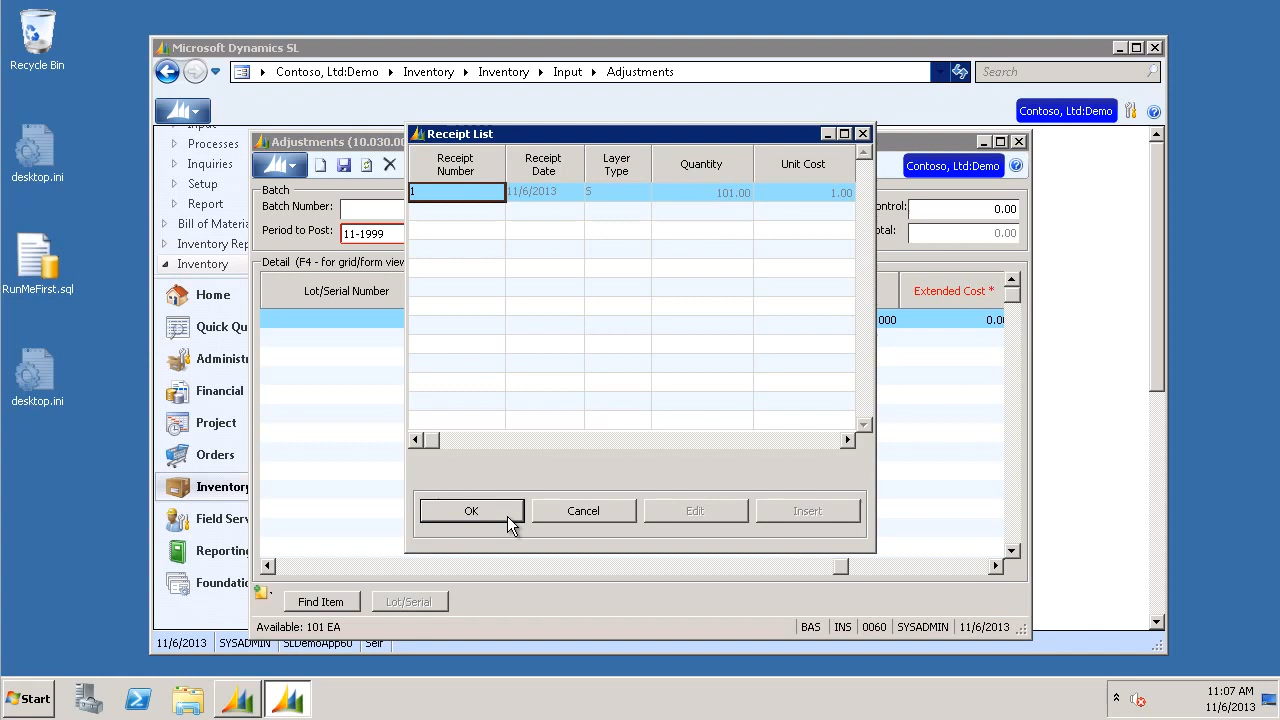 Recycle Bin
desktop.ini
RunMeFirst.sql
desktop.ini
Microsoft Dynamics SL
Contoso, Ltd:Demo Inventory Inventory Input Adjustments
Search
Contoso, Ltd:Demo
Processes
Inquiries
Setup
Report
Bill of Materia
Inventory Rep
Inventory
Home
Quick Qu
Administ
Financial
Project
Orders
Inventory
Field Serv
Reporting
Foundatio
11/6/2013 SYSADMIN SLDemoApp60 Self
Adjustments (10.030.00
Contoso, Ltd:Demo
Batch
Batch Number:
Period to Post: 11-1999
ontrol: 0.00
otal: 0.00
Detail (F4 - for grid/form view
Lot/Serial Number
Extended Cost *
000 0.00
Find Item Lot/Serial
Available: 101 EA
BAS INS 0060 SYSADMIN 11/6/2013
Receipt List
Receipt Number Receipt Date Layer Type Quantity Unit Cost
1 11/6/2013 S 101.00 1.00
OK Cancel Edit Insert
Start
11:07 AM
11/6/2013